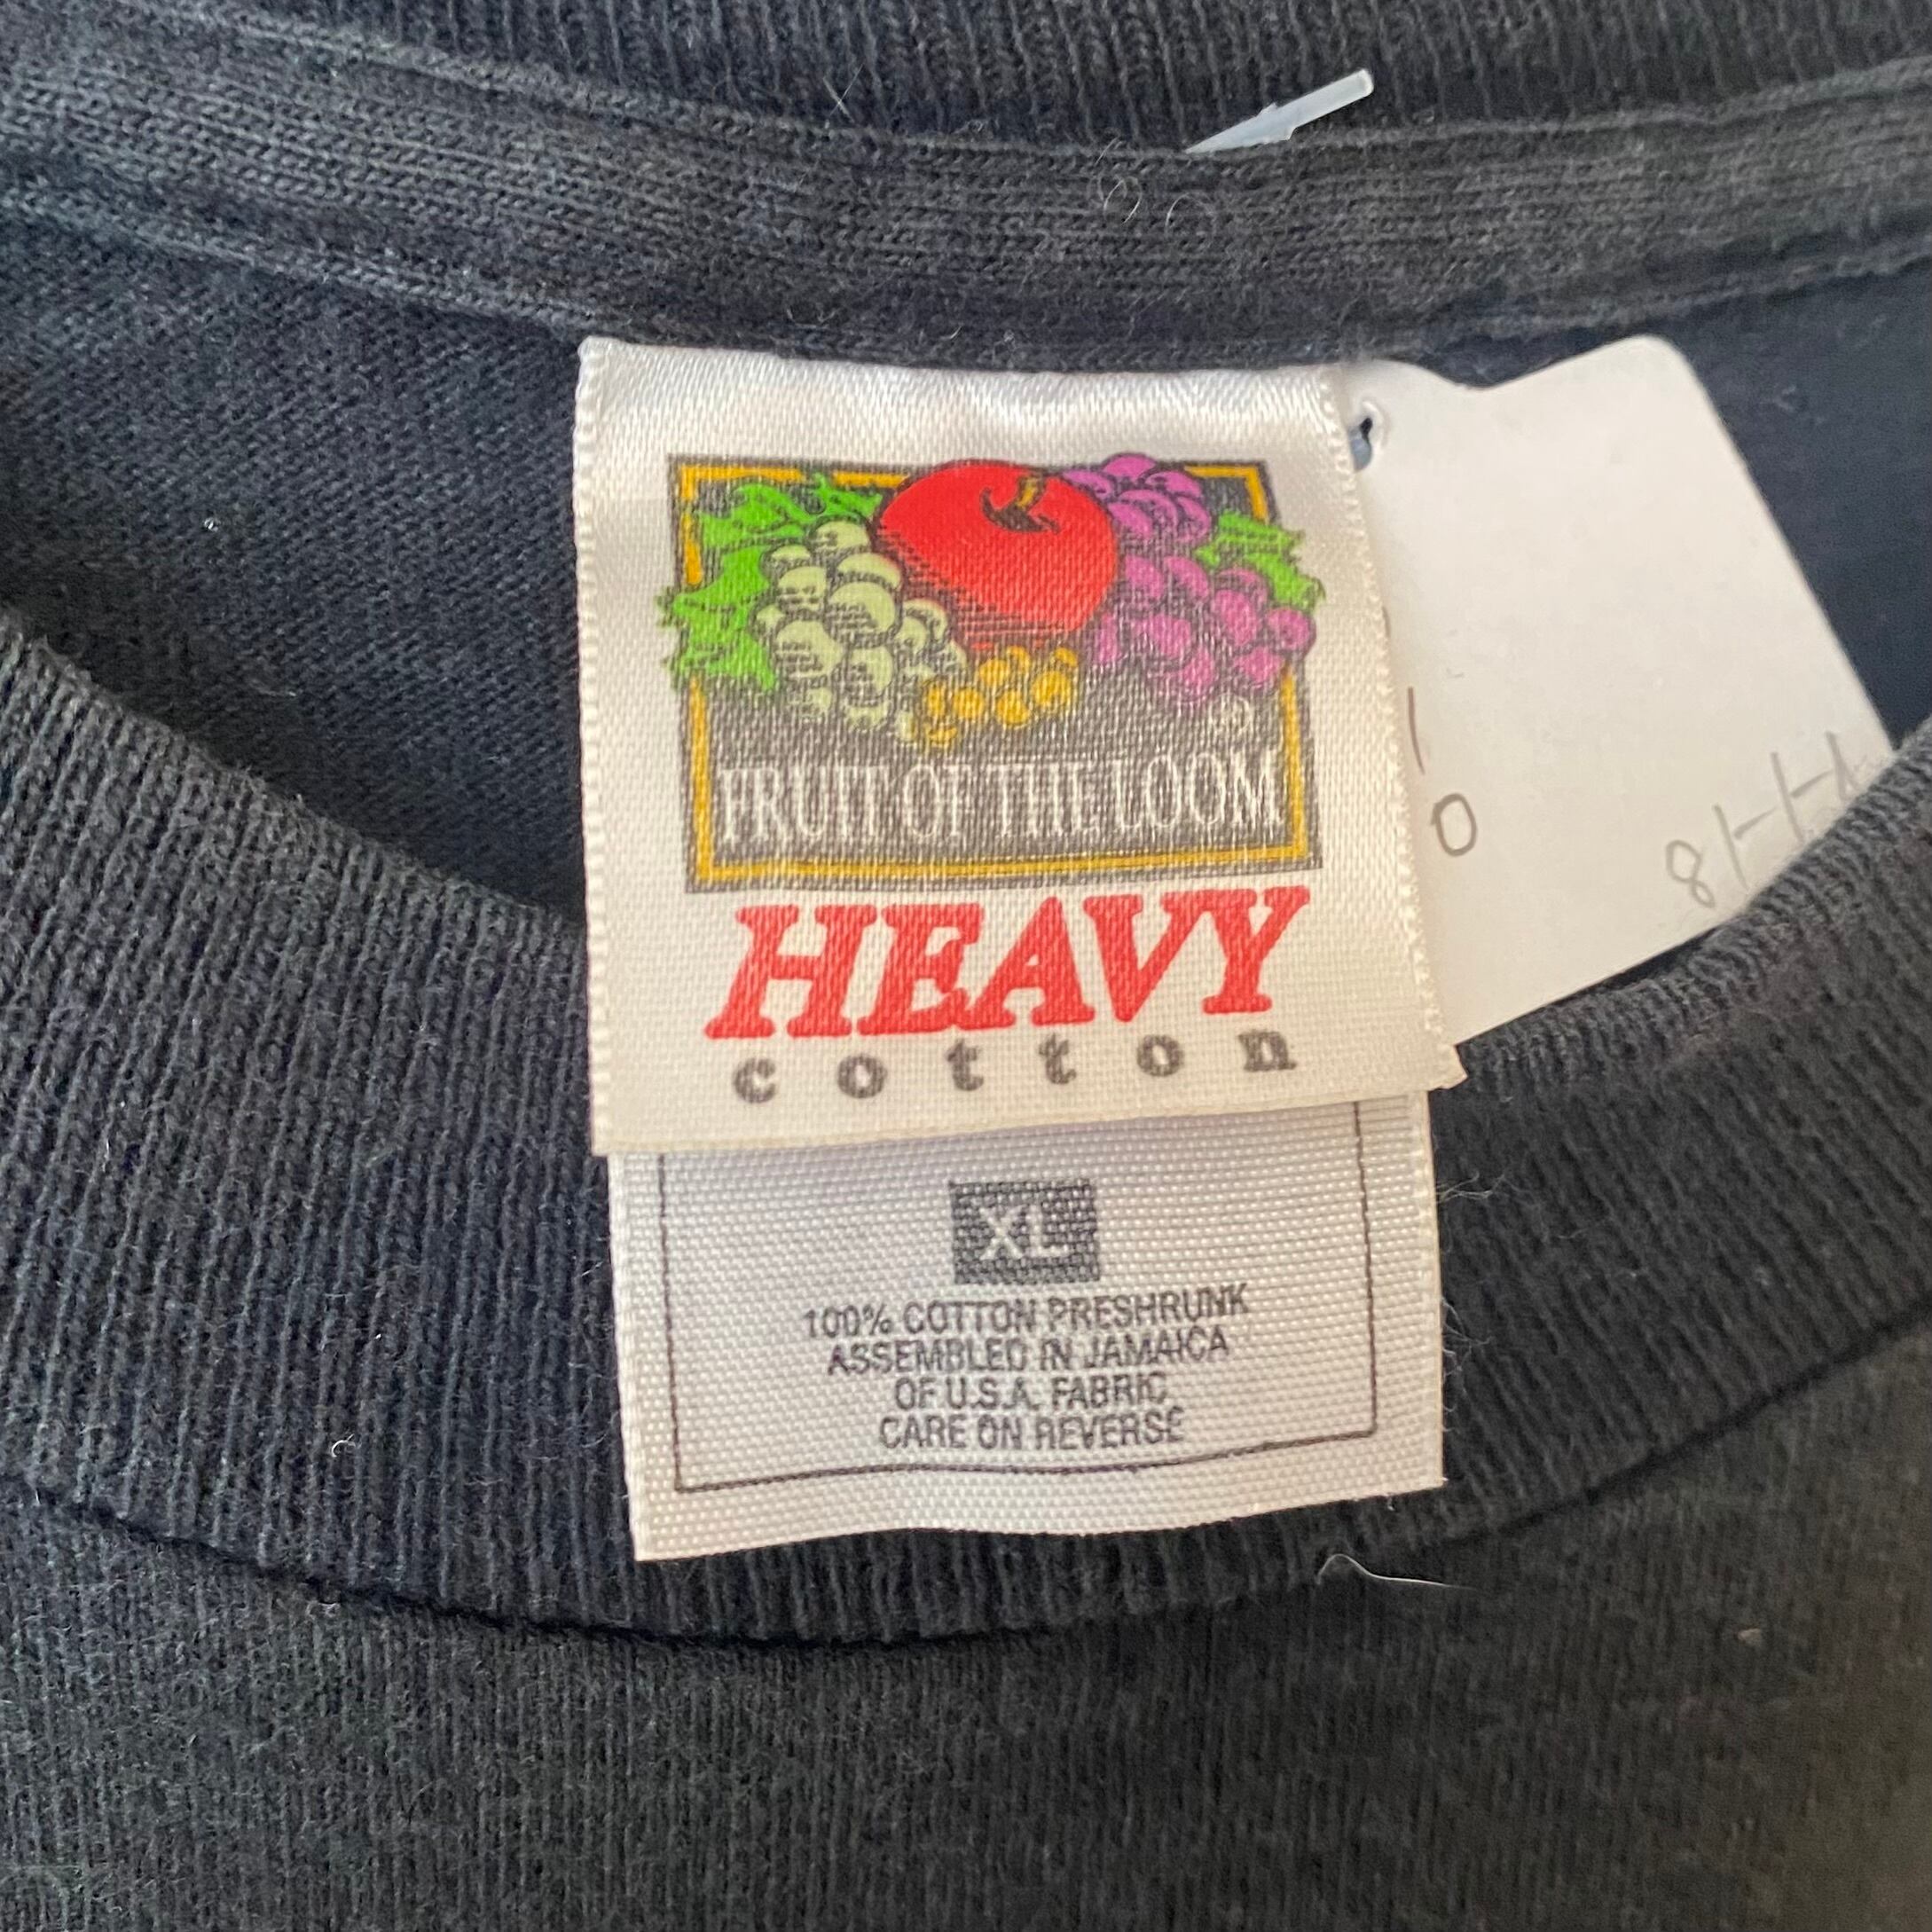 ®
FRUIT OF THE LOOM
HEAVY
cotton
XL
100% COTTON PRESHRUNK
ASSEMBLED IN JAMAICA
OF U.S.A. FABRIC
CARE ON REVERSE